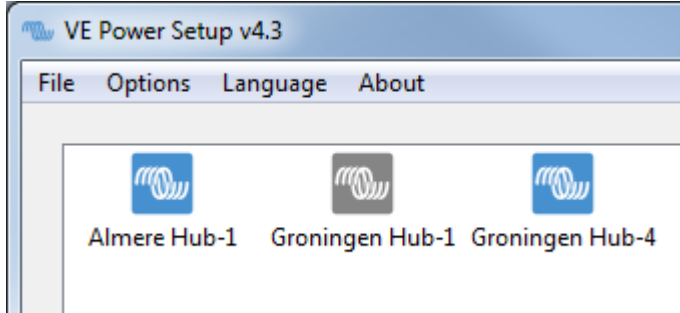 VE Power Setup v4.3
File Options Language About
Almere Hub-1 Groningen Hub-1 Groningen Hub-4